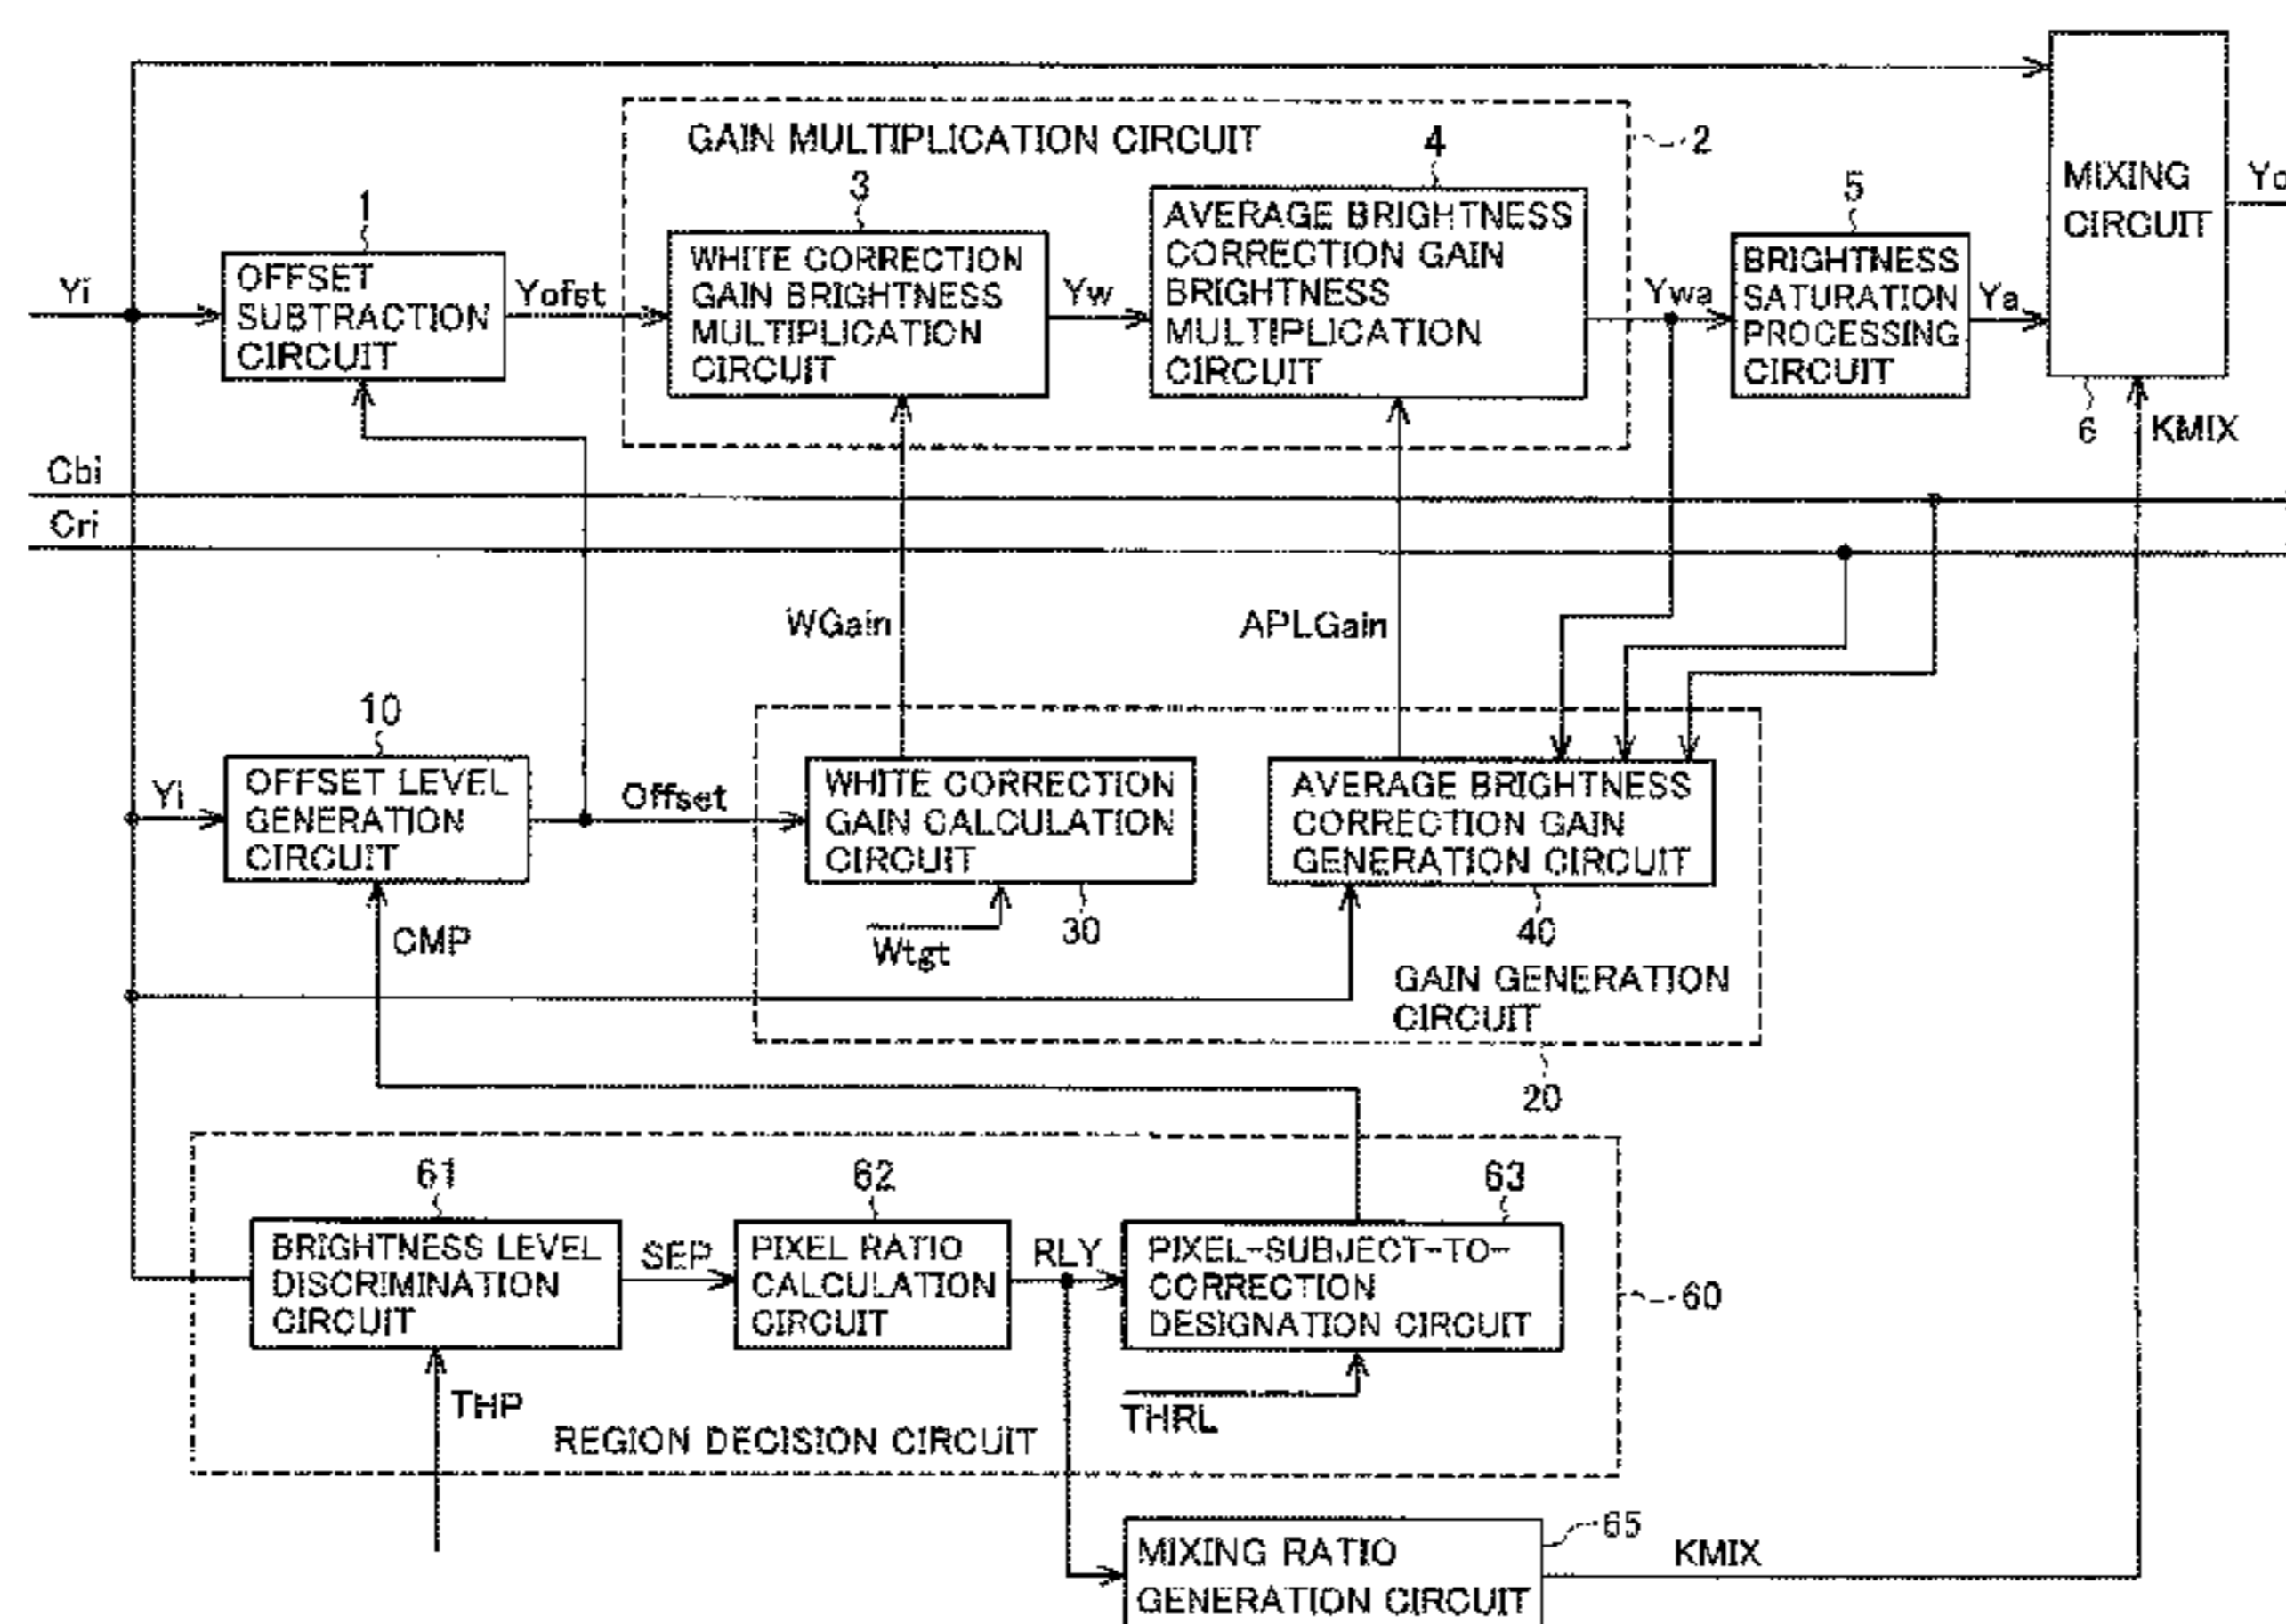 GAIN MULTIPLICATION CIRCUIT
2
1
OFFSET
SUBTRACTION
CIRCUIT
Yi
Yofst
3
WHITE CORRECTION
GAIN BRIGHTNESS
MULTIPLICATION
CIRCUIT
Yw
4
AVERAGE BRIGHTNESS
CORRECTION GAIN
BRIGHTNESS
MULTIPLICATION
CIRCUIT
Ywa
5
BRIGHTNESS
SATURATION
PROCESSING
CIRCUIT
Ya
MIXING
CIRCUIT
6
KMIX
Cbi
Cri
WGain
APLGain
10
Yi
OFFSET LEVEL
GENERATION
CIRCUIT
Offset
WHITE CORRECTION
GAIN CALCULATION
CIRCUIT
30
Wtgt
AVERAGE BRIGHTNESS
CORRECTION GAIN
GENERATION CIRCUIT
40
GAIN GENERATION
CIRCUIT
20
CMP
61
BRIGHTNESS LEVEL
DISCRIMINATION
CIRCUIT
THP
SEP
62
PIXEL RATIO
CALCULATION
CIRCUIT
RLY
63
PIXEL-SUBJECT-TO-
CORRECTION
DESIGNATION CIRCUIT
THRL
60
REGION DECISION CIRCUIT
65
MIXING RATIO
GENERATION CIRCUIT
KMIX